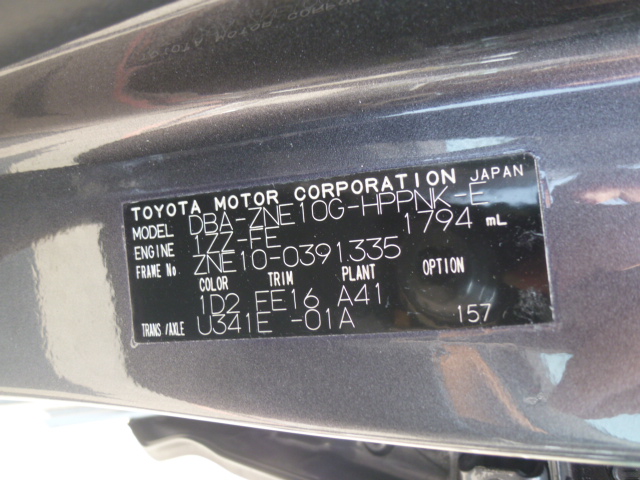 TOYOTA MOTOR CORPORATION JAPAN
MODEL DBA-ZNE10G-HPPNK E
ENGINE 1ZZ-FE 1794 mL
FRAME No. ZNE10-0391335
COLOR TRIM PLANT OPTION
1D2 FE16 A41
TRANS/AXLE U341E -01A 157